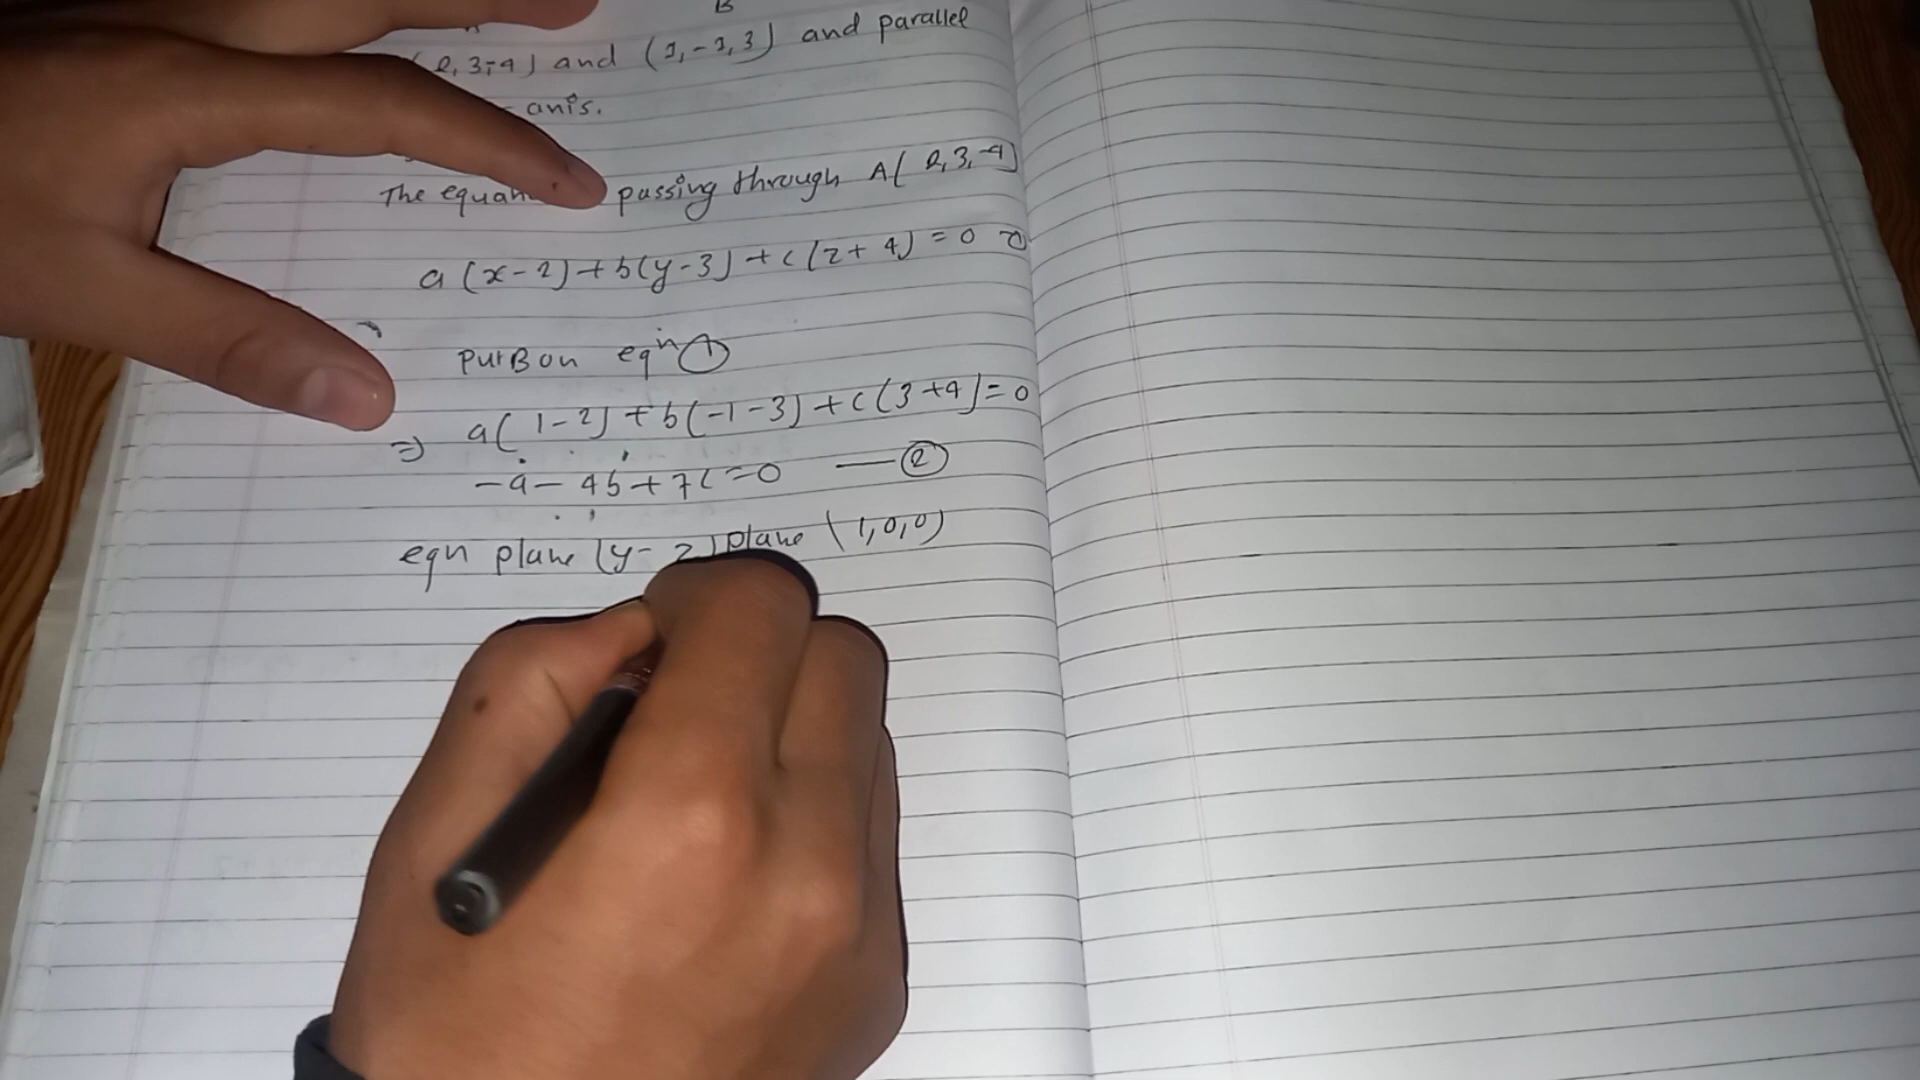 B
2, 3, -4) and (1, -1, 3) and parallel
- anis.
The equan passing through A( 2, 3, -4)
a (x - 2) + b(y - 3) + c (z + 4) = 0
Put B on eqn ①
⇒ a( 1 - 2) + b(-1 - 3) + c (3 + 4) = 0
-a - 4b + 7c = 0 — ②
eqn plane (y - z) plane (1,0,0)